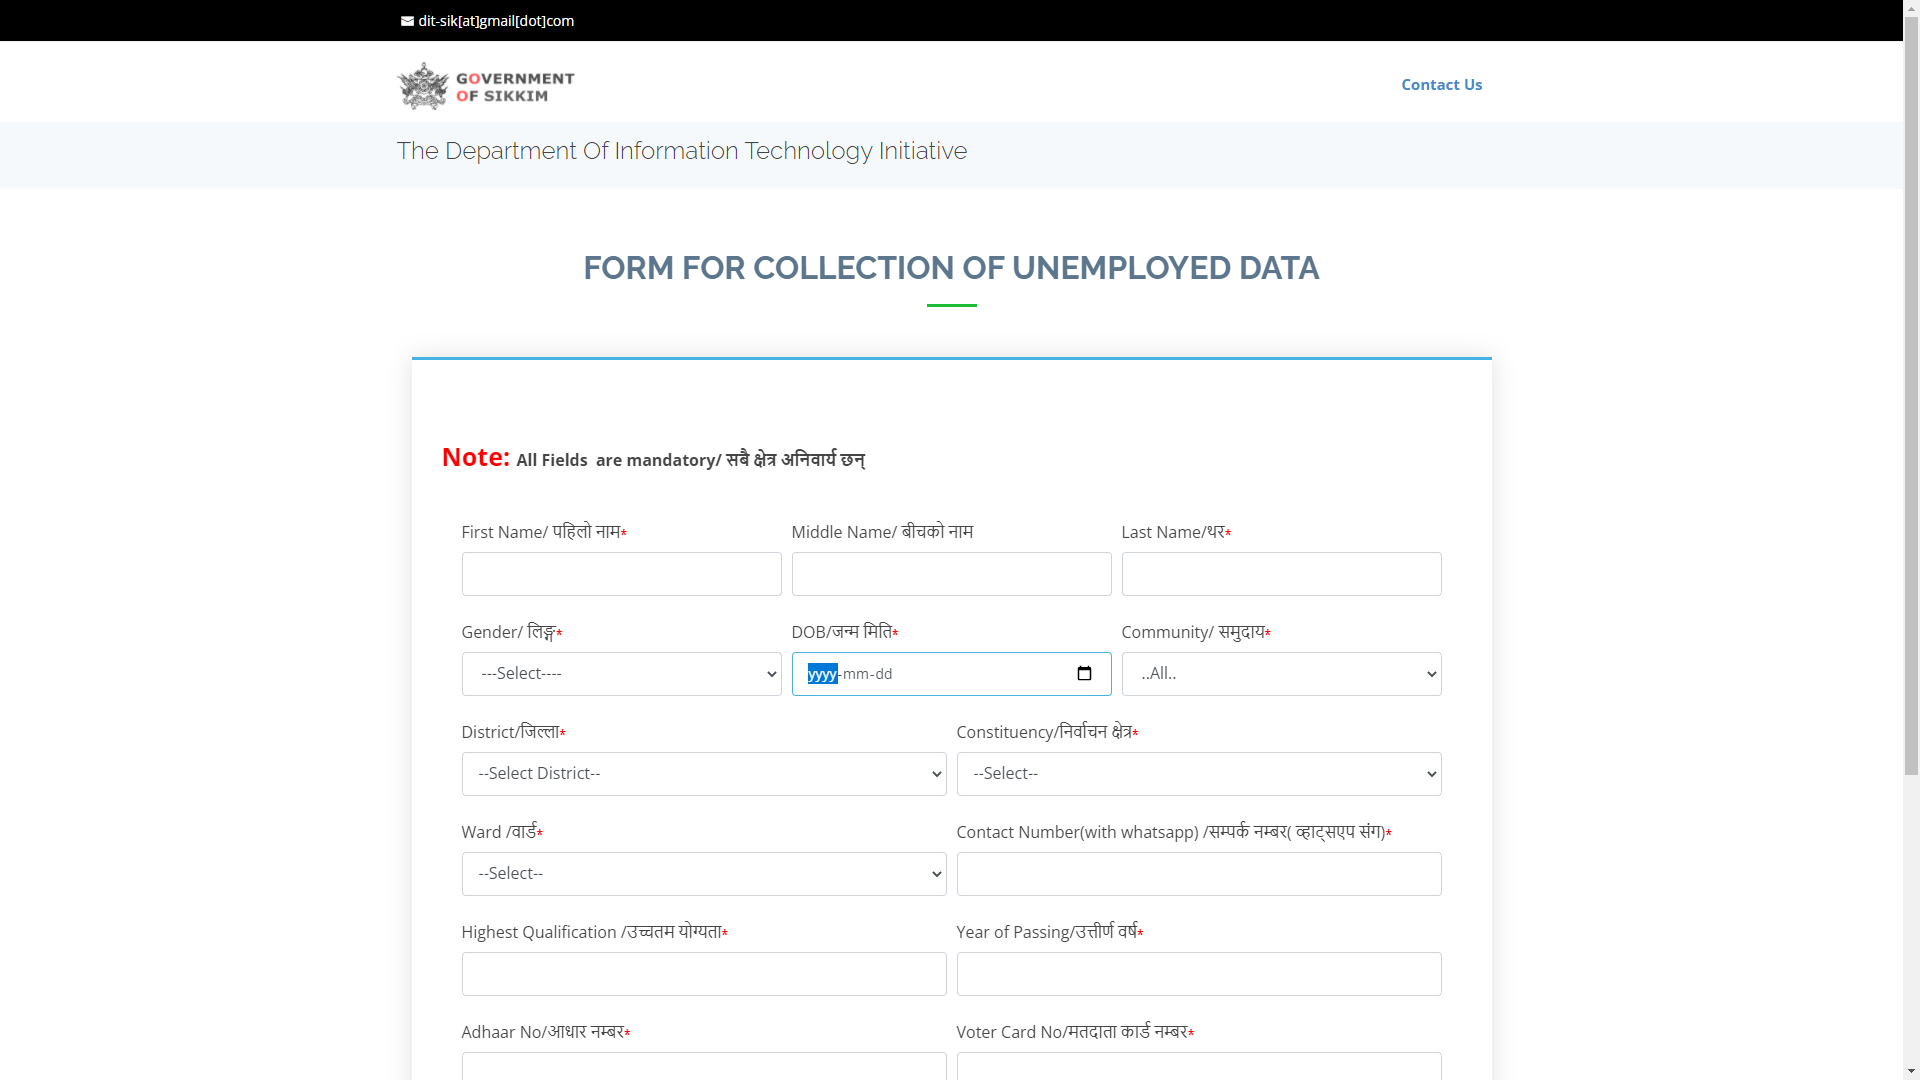 dit-sik[at]gmail[dot]com
GOVERNMENT
OF SIKKIM
Contact Us
The Department Of Information Technology Initiative
FORM FOR COLLECTION OF UNEMPLOYED DATA
Note: All Fields  are mandatory/ सबै क्षेत्र अनिवार्य छन्
First Name/ पहिलो नाम*
Middle Name/ बीचको नाम
Last Name/थर*
Gender/ लिङ्ग*
DOB/जन्म मिति*
Community/ समुदाय*
---Select----
yyyy-mm-dd
..All..
District/जिल्ला*
Constituency/निर्वाचन क्षेत्र*
--Select District--
--Select--
Ward /वार्ड*
Contact Number(with whatsapp) /सम्पर्क नम्बर( व्हाट्सएप संग)*
--Select--
Highest Qualification /उच्चतम योग्यता*
Year of Passing/उत्तीर्ण वर्ष*
Adhaar No/आधार नम्बर*
Voter Card No/मतदाता कार्ड नम्बर*